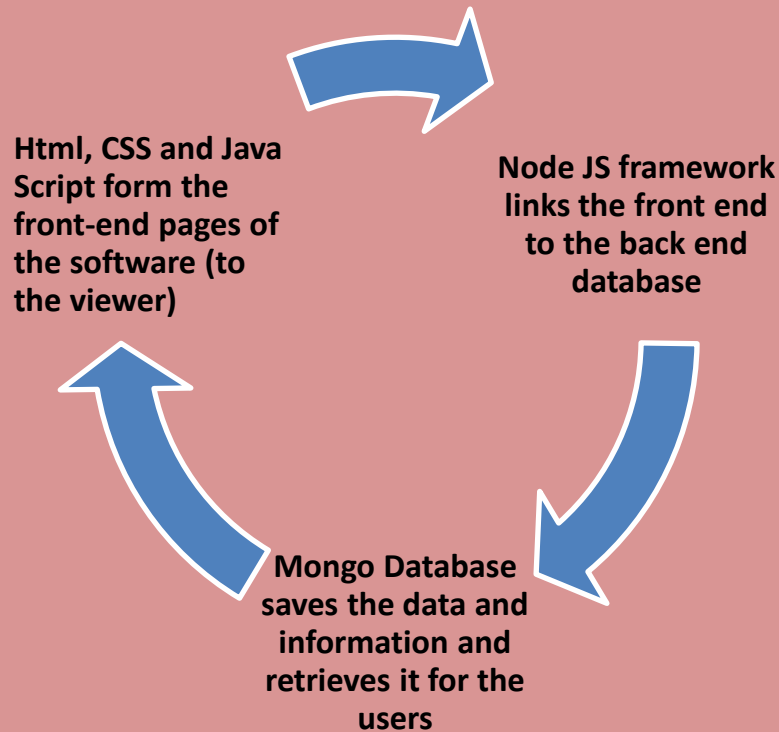 Html, CSS and Java
Script form the
front-end pages of
the software (to
the viewer)
Node JS framework
links the front end
to the back end
database
Mongo Database
saves the data and
information and
retrieves it for the
users